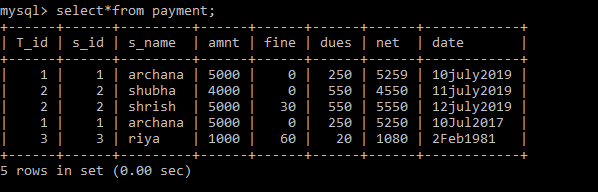 mysql> select*from payment;
+------+------+---------+------+------+------+------+------------+
| T_id | s_id | s_name  | amnt | fine | dues | net  | date       |
+------+------+---------+------+------+------+------+------------+
|    1 |    1 | archana | 5000 |    0 |  250 | 5259 | 10july2019 |
|    2 |    2 | shubha  | 4000 |    0 |  550 | 4550 | 11july2019 |
|    2 |    2 | shrish  | 5000 |   30 |  550 | 5550 | 12july2019 |
|    1 |    1 | archana | 5000 |    0 |  250 | 5250 | 10Jul2017  |
|    3 |    3 | riya    | 1000 |   60 |   20 | 1080 | 2Feb1981   |
+------+------+---------+------+------+------+------+------------+
5 rows in set (0.00 sec)